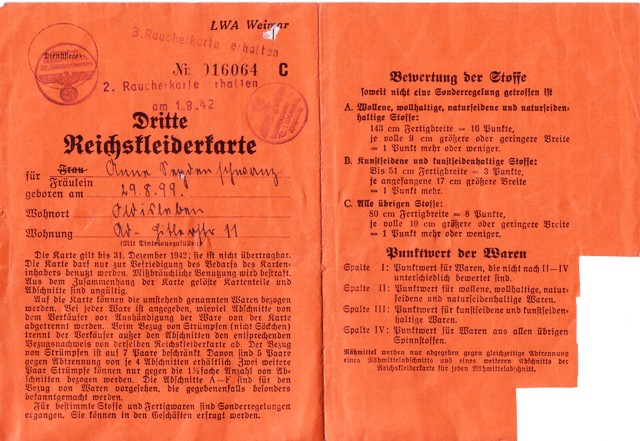 LWA Weimar
3. Raucherkarte erhalten
Dienstsiegel
№ 016064 C
2. Raucherkarte erhalten
am 1.8.42
Dritte
Reichskleiderkarte
für Frau
Fräulein
Anna
geboren am 29.8.99.
Wohnort Oldisleben
Wohnung Ad.-Hitlerstr 11
(Mit Tinte auszufüllen)
Die Karte gilt bis 31. Dezember 1942; sie ist nicht übertragbar.
Die Karte darf nur zur Befriedigung des Bedarfs des Karten-
inhabers benutzt werden. Mißbräuchliche Benutzung wird bestraft.
Aus dem Zusammenhang der Karte gelöste Kartenteile und
Abschnitte sind ungültig.
Auf die Karte können die umstehend genannten Waren bezogen
werden. Bei jeder Ware ist angegeben, wieviel Abschnitte von
dem Verkäufer vor Aushändigung der Ware von der Karte
abgetrennt werden. Beim Bezug von Strümpfen (nicht Söckchen)
trennt der Verkäufer außer den Abschnitten den entsprechenden
Bezugsnachweis von derselben Reichskleiderkarte ab. Der Bezug
von Strümpfen ist auf 7 Paare beschränkt. Davon sind 5 Paare
gegen Abtrennung von je 4 Abschnitten erhältlich. Zwei weitere
Paar Strümpfe können nur gegen die 1½fache Anzahl von Ab-
schnitten bezogen werden. Die Abschnitte A—F sind für den
Bezug von Waren vorgesehen, die gegebenenfalls besonders
bekanntgemacht werden.
Für bestimmte Stoffe und Fertigwaren sind Sonderregelungen
ergangen. Sie können in den Geschäften erfragt werden.
Bewertung der Stoffe
soweit nicht eine Sonderregelung getroffen ist
A. Wollene, wollhaltige, naturseidene und naturseiden-
haltige Stoffe:
143 cm Fertigbreite = 16 Punkte,
je volle 9 cm größere oder geringere Breite
= 1 Punkt mehr oder weniger.
B. Kunstseidene und kunstseidenhaltige Stoffe:
Bis 51 cm Fertigbreite = 3 Punkte,
je angefangene 17 cm größere Breite
= 1 Punkt mehr.
C. Alle übrigen Stoffe:
80 cm Fertigbreite = 8 Punkte,
je volle 10 cm größere oder geringere Breite
= 1 Punkt mehr oder weniger.
Punktwert der Waren
Spalte I: Punktwert für Waren, die nicht nach II—IV
unterschiedlich bewertet sind.
Spalte II: Punktwert für wollene, wollhaltige, natur-
seidene und naturseidenhaltige Waren.
Spalte III: Punktwert für kunstseidene und kunstseiden-
haltige Waren.
Spalte IV: Punktwert für Waren aus allen übrigen
Spinnstoffen.
Nähmittel werden nur abgegeben gegen gleichzeitige Abtrennung
eines Nähmittelabschnitts und eines weiteren Abschnitts der
Reichskleiderkarte für jeden Nähmittelabschnitt.